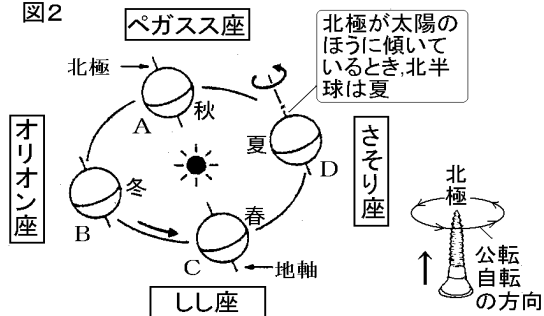 図2
ペガスス座
北極
北極が太陽の
ほうに傾いて
いるとき,北半
球は夏
A
秋
オリオン座
夏
D
さそり座
冬
B
春
C
地軸
しし座
北極
公転
自転
の方向